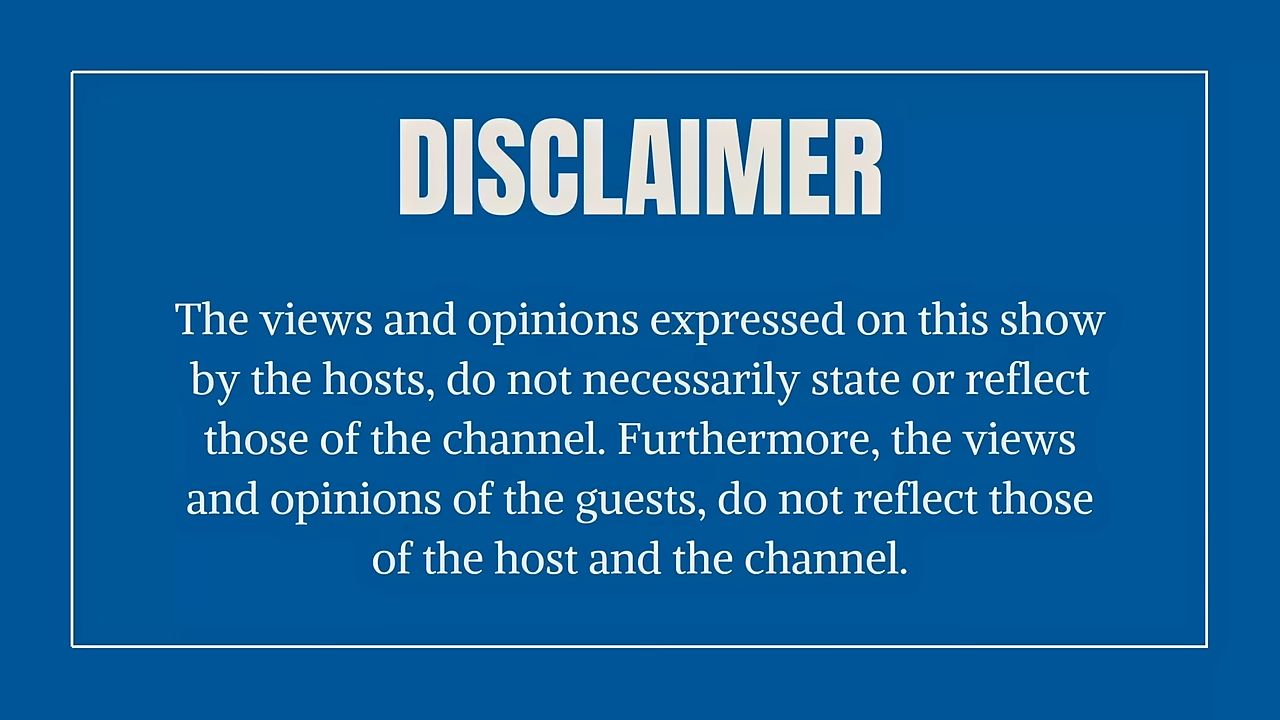 DISCLAIMER
The views and opinions expressed on this show
by the hosts, do not necessarily state or reflect
those of the channel. Furthermore, the views
and opinions of the guests, do not reflect those
of the host and the channel.